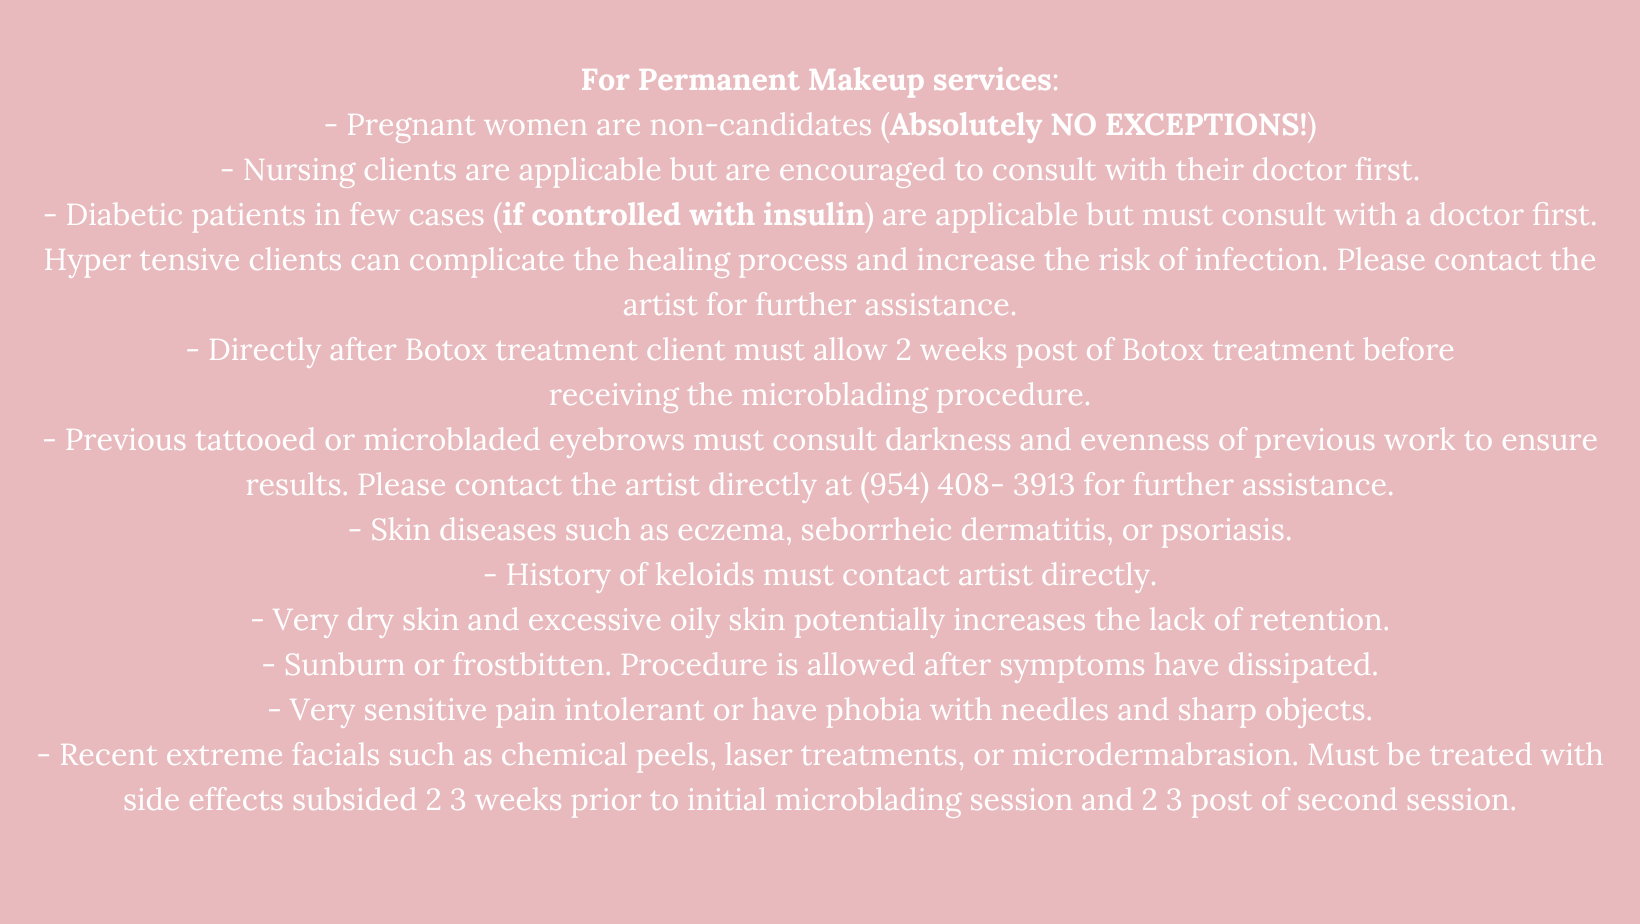 For Permanent Makeup services:
- Pregnant women are non-candidates (Absolutely NO EXCEPTIONS!)
- Nursing clients are applicable but are encouraged to consult with their doctor first.
- Diabetic patients in few cases (if controlled with insulin) are applicable but must consult with a doctor first.
Hyper tensive clients can complicate the healing process and increase the risk of infection. Please contact the
artist for further assistance.
- Directly after Botox treatment client must allow 2 weeks post of Botox treatment before
receiving the microblading procedure.
- Previous tattooed or microbladed eyebrows must consult darkness and evenness of previous work to ensure
results. Please contact the artist directly at (954) 408- 3913 for further assistance.
- Skin diseases such as eczema, seborrheic dermatitis, or psoriasis.
- History of keloids must contact artist directly.
- Very dry skin and excessive oily skin potentially increases the lack of retention.
- Sunburn or frostbitten. Procedure is allowed after symptoms have dissipated.
- Very sensitive pain intolerant or have phobia with needles and sharp objects.
- Recent extreme facials such as chemical peels, laser treatments, or microdermabrasion. Must be treated with
side effects subsided 2 3 weeks prior to initial microblading session and 2 3 post of second session.